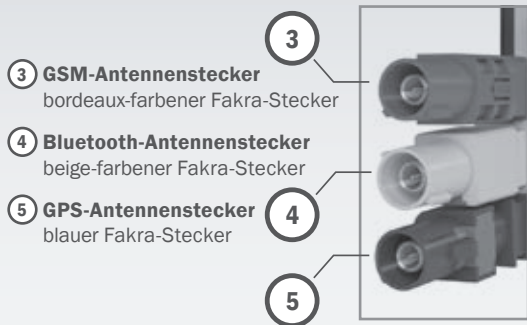 3 GSM-Antennenstecker
bordeaux-farbener Fakra-Stecker
4 Bluetooth-Antennenstecker
beige-farbener Fakra-Stecker
5 GPS-Antennenstecker
blauer Fakra-Stecker
3
4
5